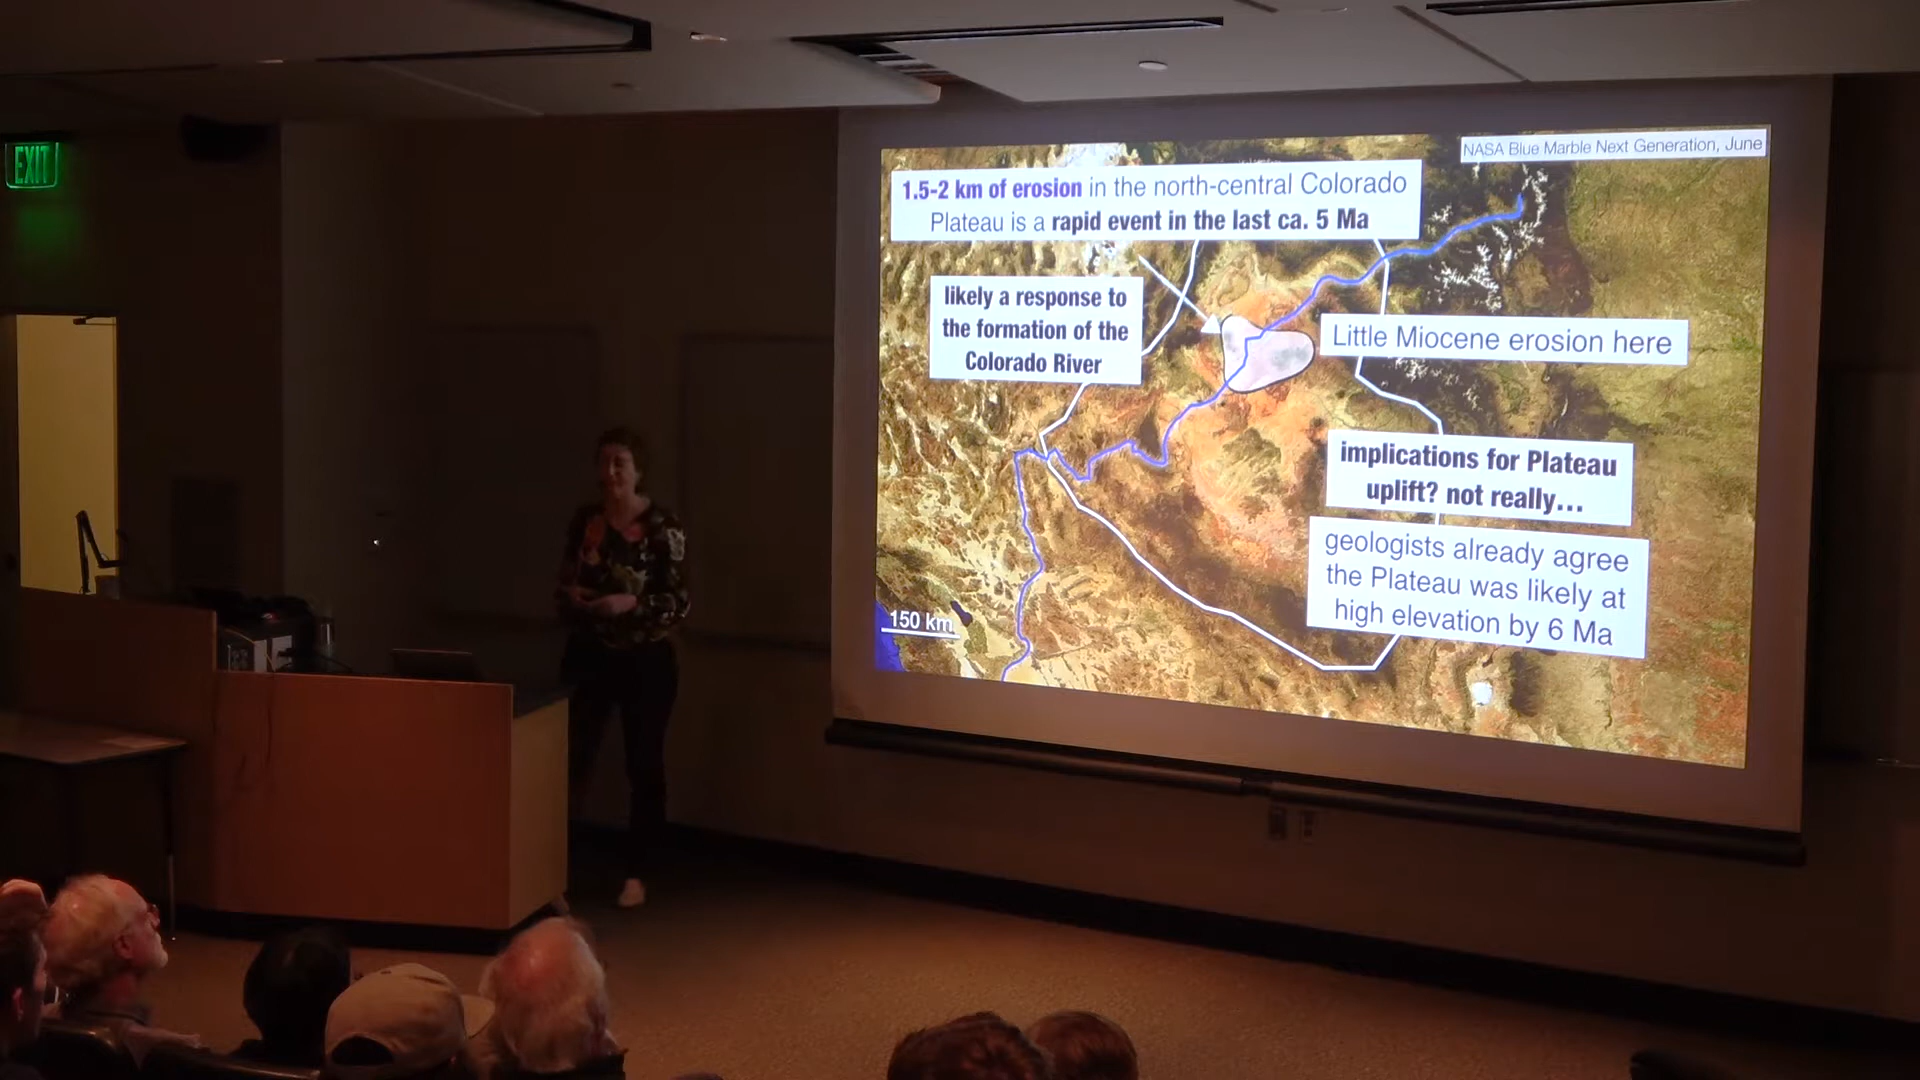 EXIT
NASA Blue Marble Next Generation, June
1.5-2 km of erosion in the north-central Colorado
Plateau is a rapid event in the last ca. 5 Ma
likely a response to
the formation of the
Colorado River
Little Miocene erosion here
implications for Plateau
uplift? not really...
geologists already agree
the Plateau was likely at
high elevation by 6 Ma
150 km